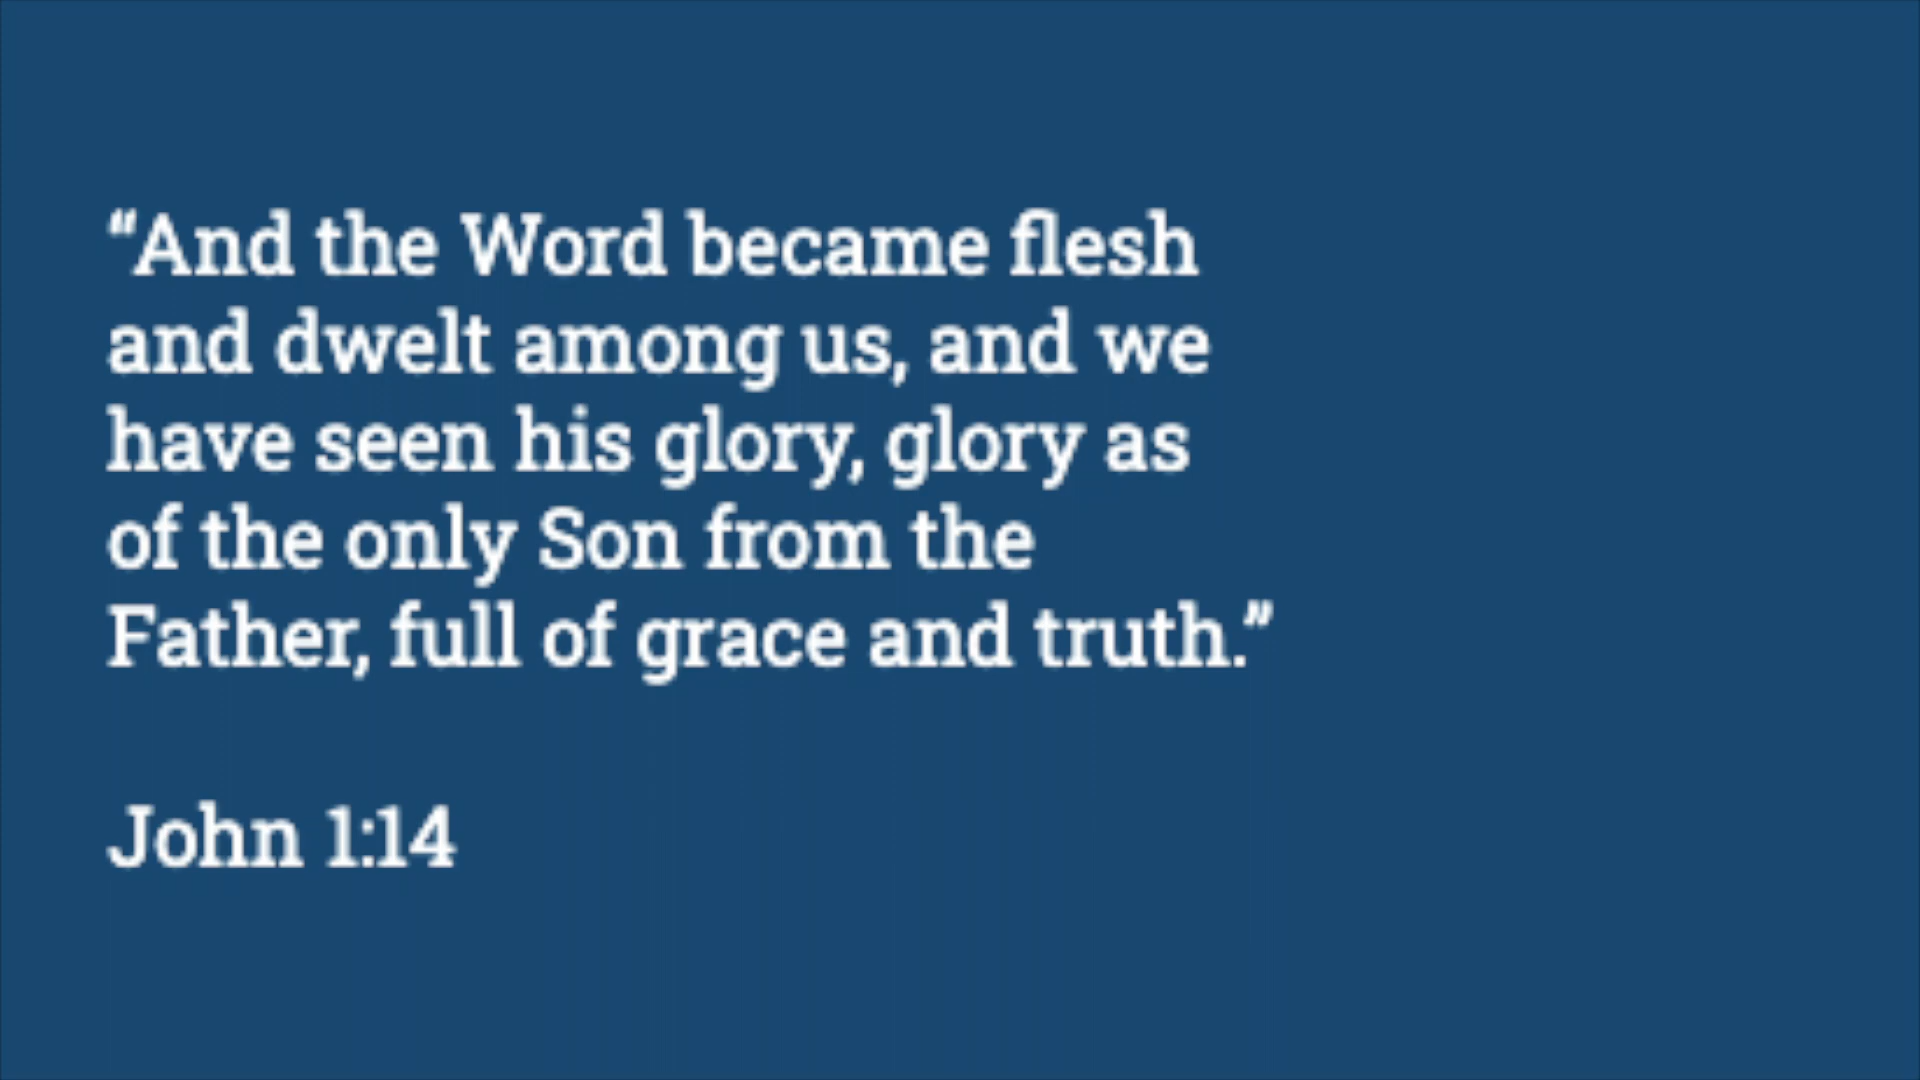 “And the Word became flesh
and dwelt among us, and we
have seen his glory, glory as
of the only Son from the
Father, full of grace and truth.”
John 1:14